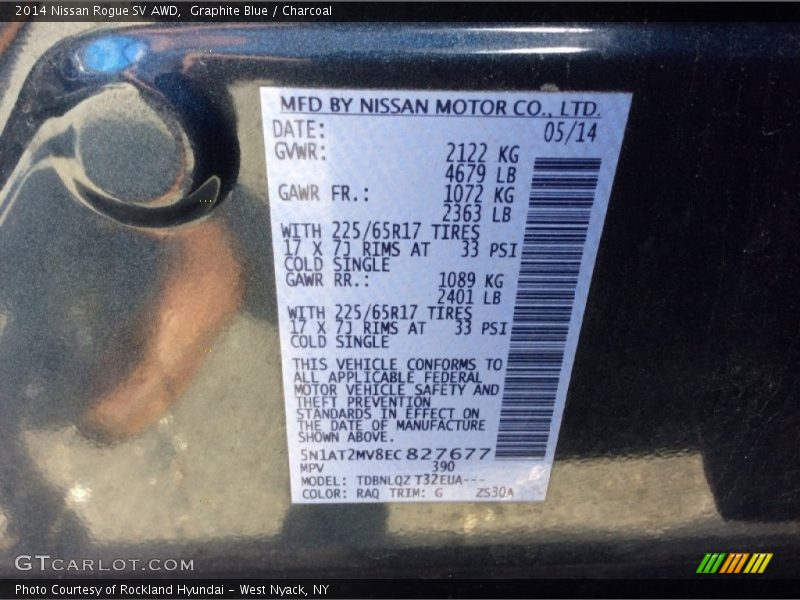 2014 Nissan Rogue SV AWD,  Graphite Blue / Charcoal
MFD BY NISSAN MOTOR CO., LTD.
DATE: 05/14
GVWR: 2122 KG
4679 LB
GAWR FR.: 1072 KG
2363 LB
WITH 225/65R17 TIRES
17 X 7J RIMS AT 33 PSI
COLD SINGLE
GAWR RR.: 1089 KG
2401 LB
WITH 225/65R17 TIRES
17 X 7J RIMS AT 33 PSI
COLD SINGLE
THIS VEHICLE CONFORMS TO
ALL APPLICABLE FEDERAL
MOTOR VEHICLE SAFETY AND
THEFT PREVENTION
STANDARDS IN EFFECT ON
THE DATE OF MANUFACTURE
SHOWN ABOVE.
5N1AT2MV8EC 827677
MPV 390
MODEL: TDBNLQZ T32EUA---
COLOR: RAQ TRIM: G ZS30A
GTCARLOT.COM
Photo Courtesy of Rockland Hyundai - West Nyack, NY